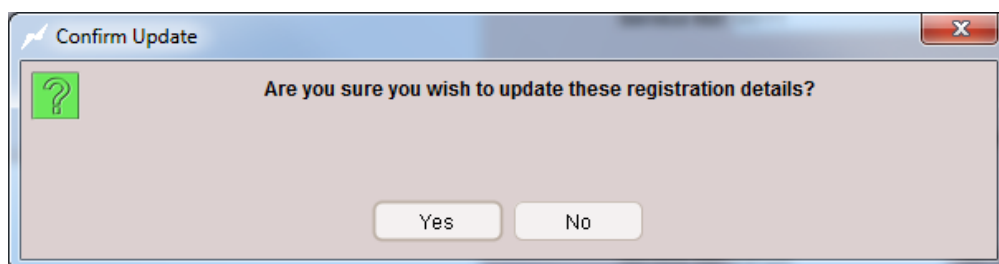 Confirm Update
Are you sure you wish to update these registration details?
Yes
No